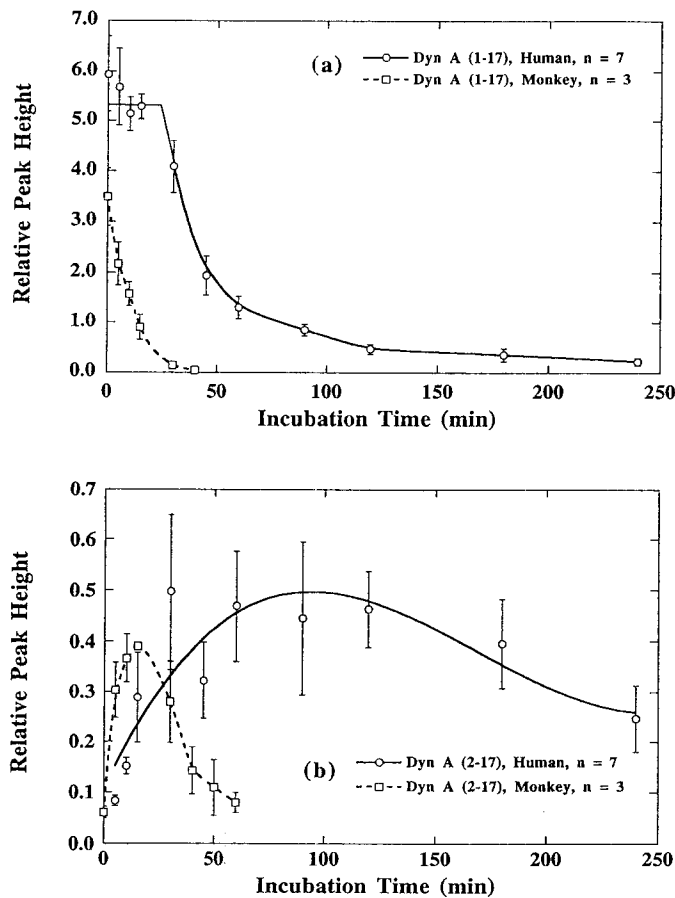 (a)
Dyn A (1-17), Human, n = 7
Dyn A (1-17), Monkey, n = 3
Relative Peak Height
7.0
6.0
5.0
4.0
3.0
2.0
1.0
0.0
0 50 100 150 200 250
Incubation Time (min)
Relative Peak Height
0.7
0.6
0.5
0.4
0.3
0.2
0.1
0.0
(b)
Dyn A (2-17), Human, n = 7
Dyn A (2-17), Monkey, n = 3
0 50 100 150 200 250
Incubation Time (min)